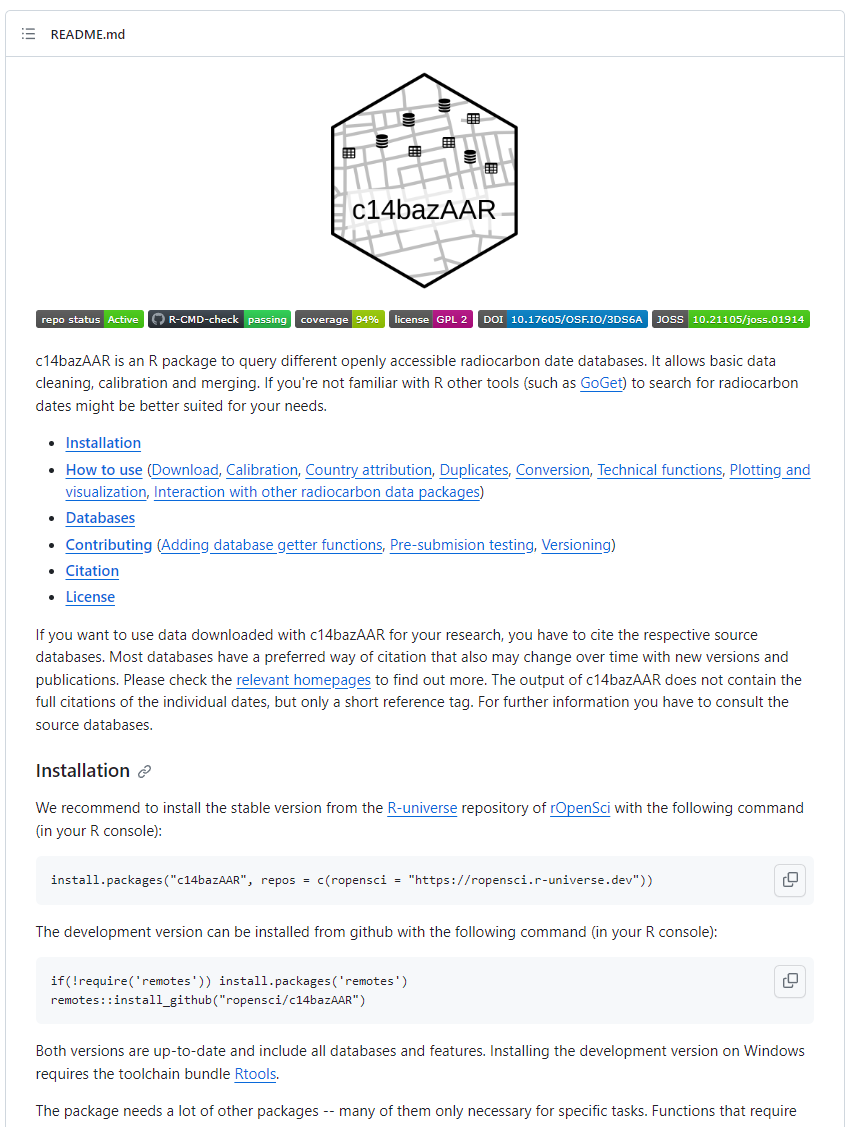 README.md
c14bazAAR
repo status Active R-CMD-check passing coverage 94% license GPL 2 DOI 10.17605/OSF.IO/3DS6A JOSS 10.21105/joss.01914
c14bazAAR is an R package to query different openly accessible radiocarbon date databases. It allows basic data
cleaning, calibration and merging. If you're not familiar with R other tools (such as GoGet) to search for radiocarbon
dates might be better suited for your needs.
• Installation
• How to use (Download, Calibration, Country attribution, Duplicates, Conversion, Technical functions, Plotting and
visualization, Interaction with other radiocarbon data packages)
• Databases
• Contributing (Adding database getter functions, Pre-submision testing, Versioning)
• Citation
• License
If you want to use data downloaded with c14bazAAR for your research, you have to cite the respective source
databases. Most databases have a preferred way of citation that also may change over time with new versions and
publications. Please check the relevant homepages to find out more. The output of c14bazAAR does not contain the
full citations of the individual dates, but only a short reference tag. For further information you have to consult the
source databases.
Installation
We recommend to install the stable version from the R-universe repository of rOpenSci with the following command
(in your R console):
install.packages("c14bazAAR", repos = c(ropensci = "https://ropensci.r-universe.dev"))
The development version can be installed from github with the following command (in your R console):
if(!require('remotes')) install.packages('remotes')
remotes::install_github("ropensci/c14bazAAR")
Both versions are up-to-date and include all databases and features. Installing the development version on Windows
requires the toolchain bundle Rtools.
The package needs a lot of other packages -- many of them only necessary for specific tasks. Functions that require